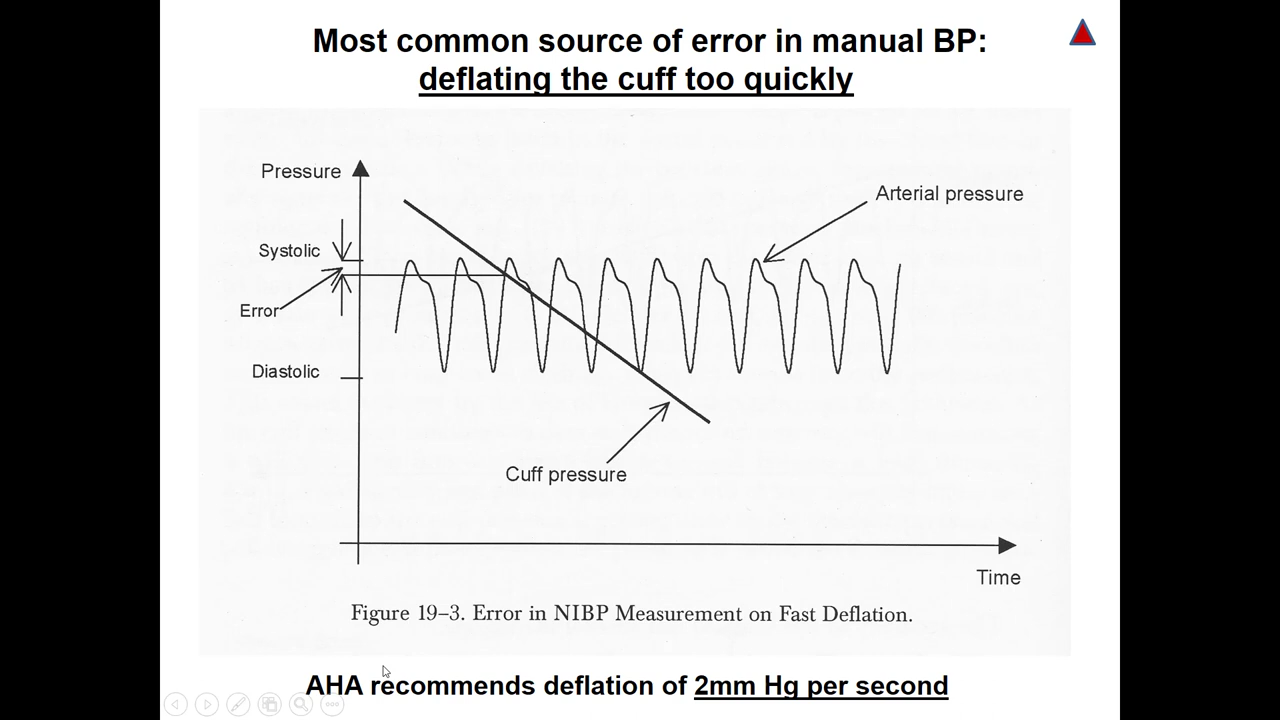 Most common source of error in manual BP:
deflating the cuff too quickly
Pressure
Arterial pressure
Systolic
Error
Diastolic
Cuff pressure
Time
Figure 19–3. Error in NIBP Measurement on Fast Deflation.
AHA recommends deflation of 2mm Hg per second